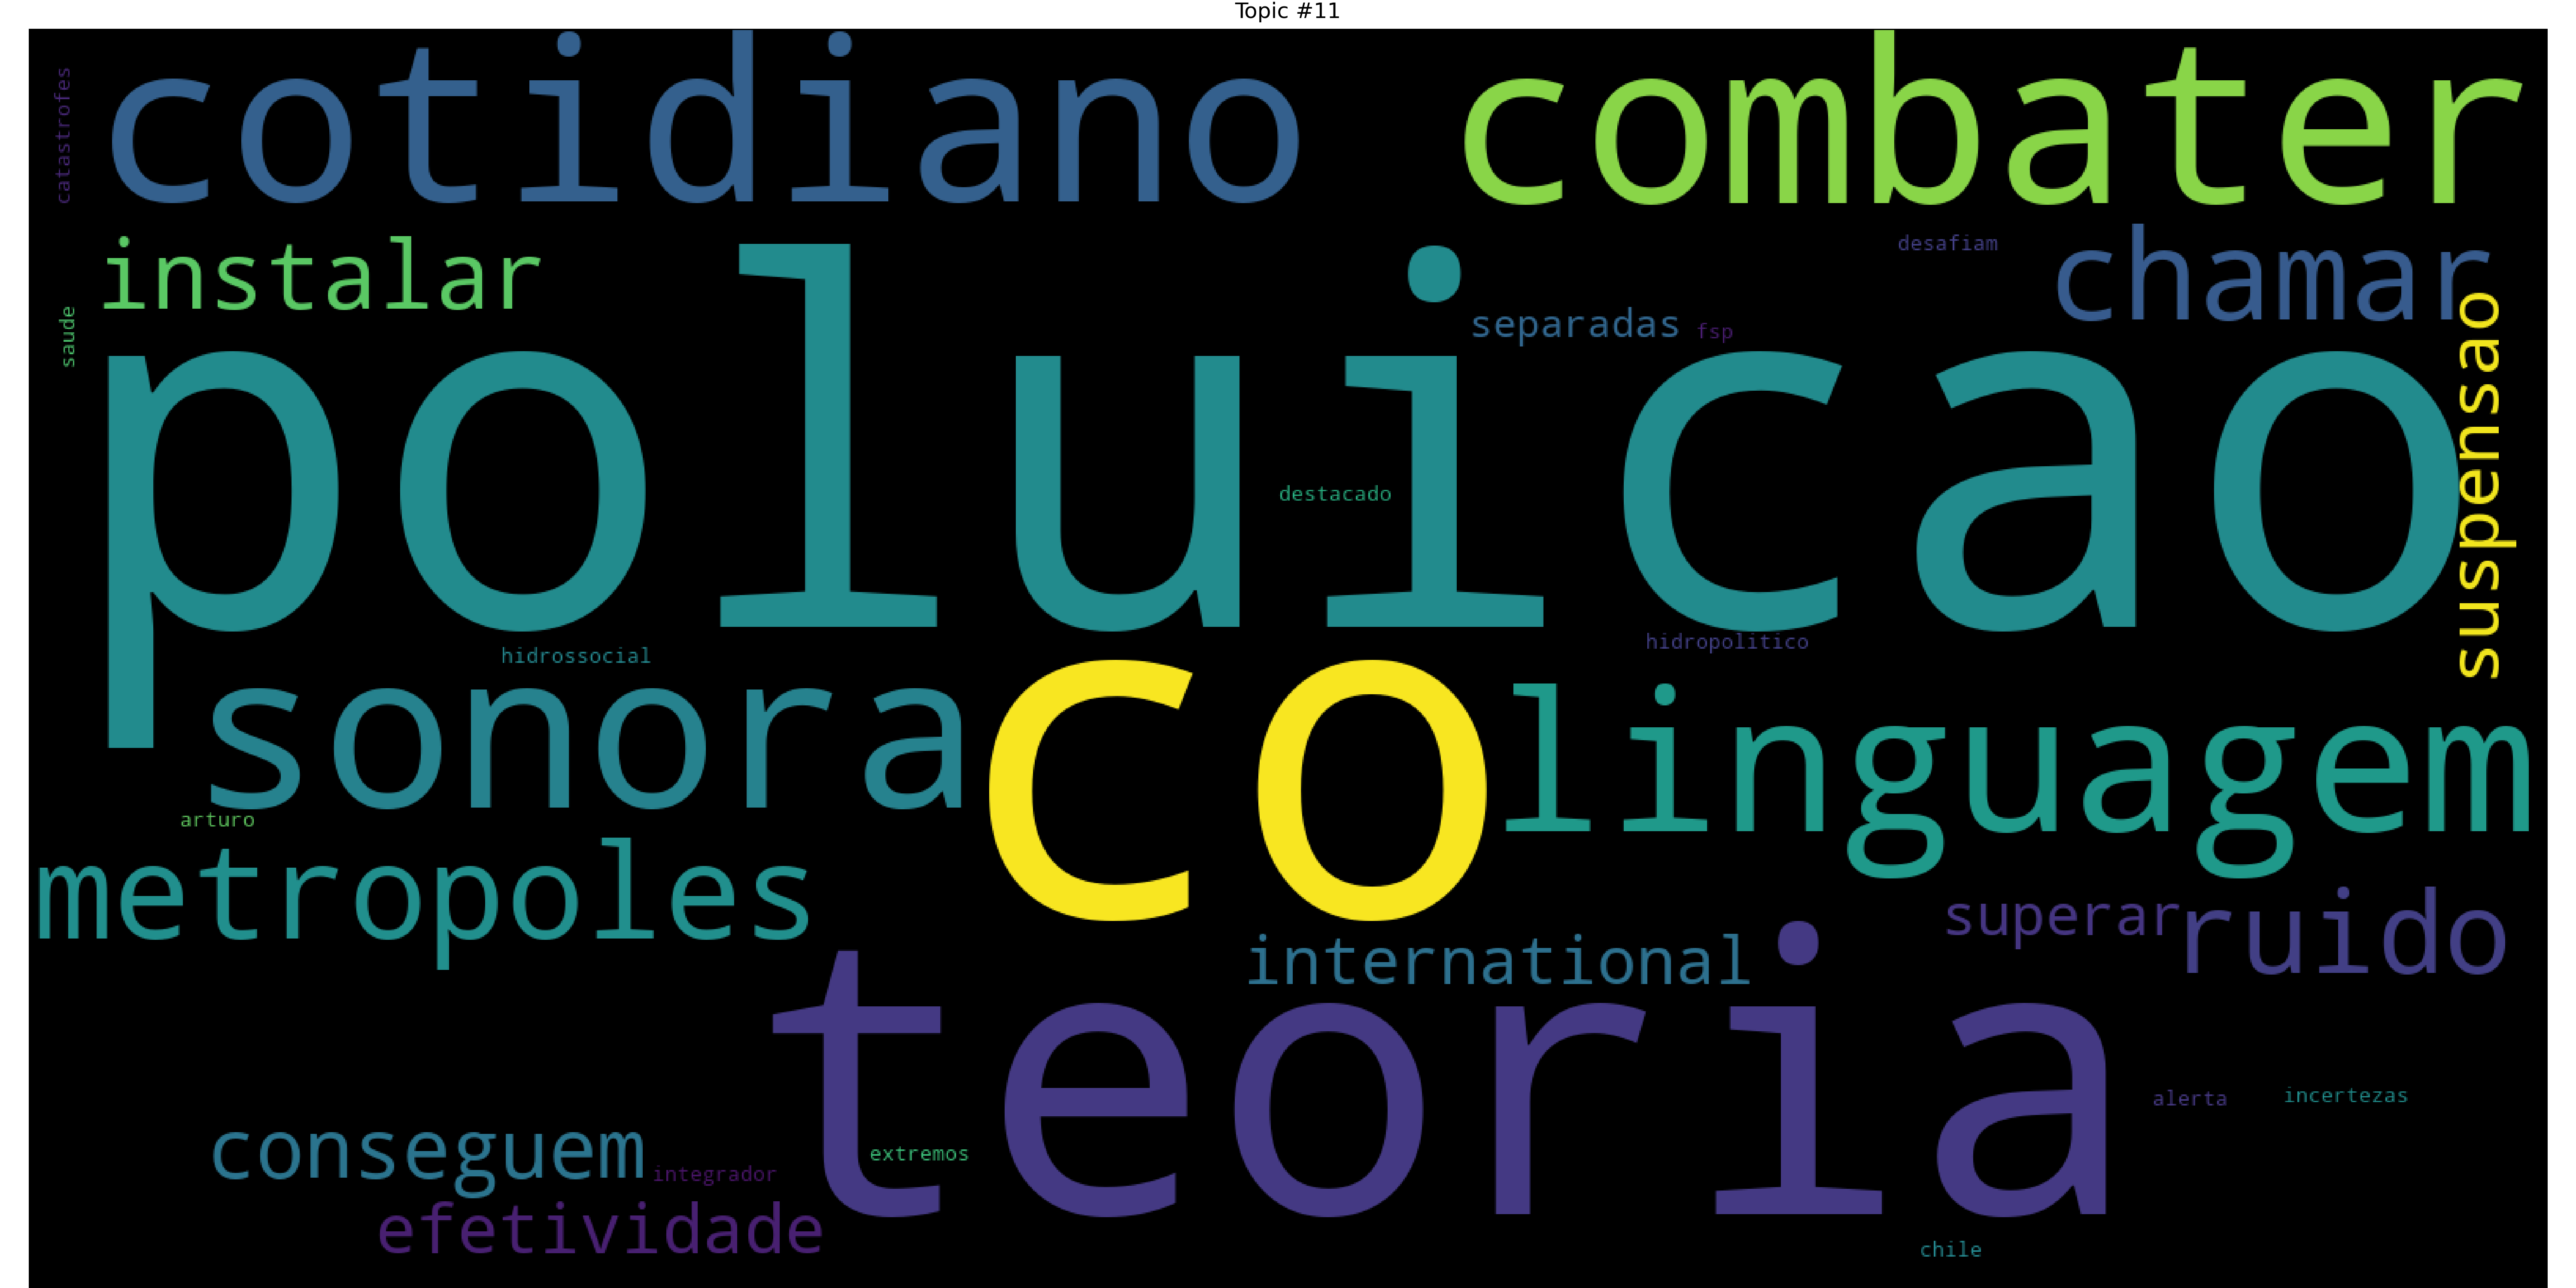 Topic #11
catastrofes
cotidiano
combater
instalar
desafiam
chamar
saude
separadas
fsp
suspensao
poluicao
destacado
hidrossocial
hidropolitico
sonora
co
linguagem
arturo
metropoles
international
superar
ruido
teoria
conseguem
integrador
extremos
alerta
incertezas
efetividade
chile